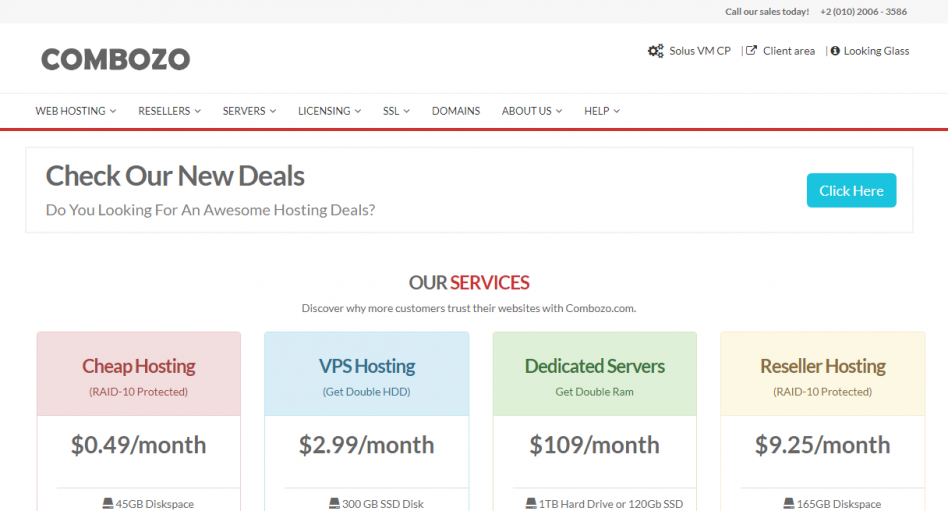 Call our sales today! +2 (010) 2006 - 3586
COMBOZO
Solus VM CP | Client area | Looking Glass
WEB HOSTING RESELLERS SERVERS LICENSING SSL DOMAINS ABOUT US HELP
Check Our New Deals
Do You Looking For An Awesome Hosting Deals?
Click Here
OUR SERVICES
Discover why more customers trust their websites with Combozo.com.
Cheap Hosting
(RAID-10 Protected)
$0.49/month
45GB Diskspace
VPS Hosting
(Get Double HDD)
$2.99/month
300 GB SSD Disk
Dedicated Servers
Get Double Ram
$109/month
1TB Hard Drive or 120Gb SSD
Reseller Hosting
(RAID-10 Protected)
$9.25/month
165GB Diskspace